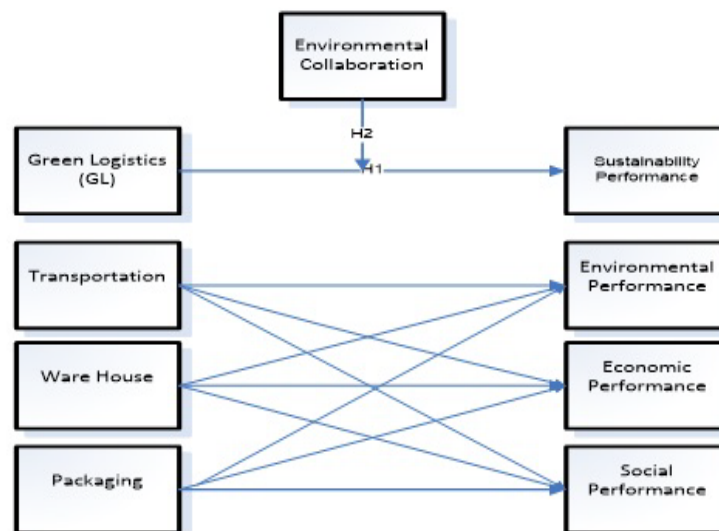 Environmental
Collaboration
H2
Green Logistics
(GL)
H1
Sustainability
Performance
Transportation
Environmental
Performance
Ware House
Economic
Performance
Packaging
Social
Performance